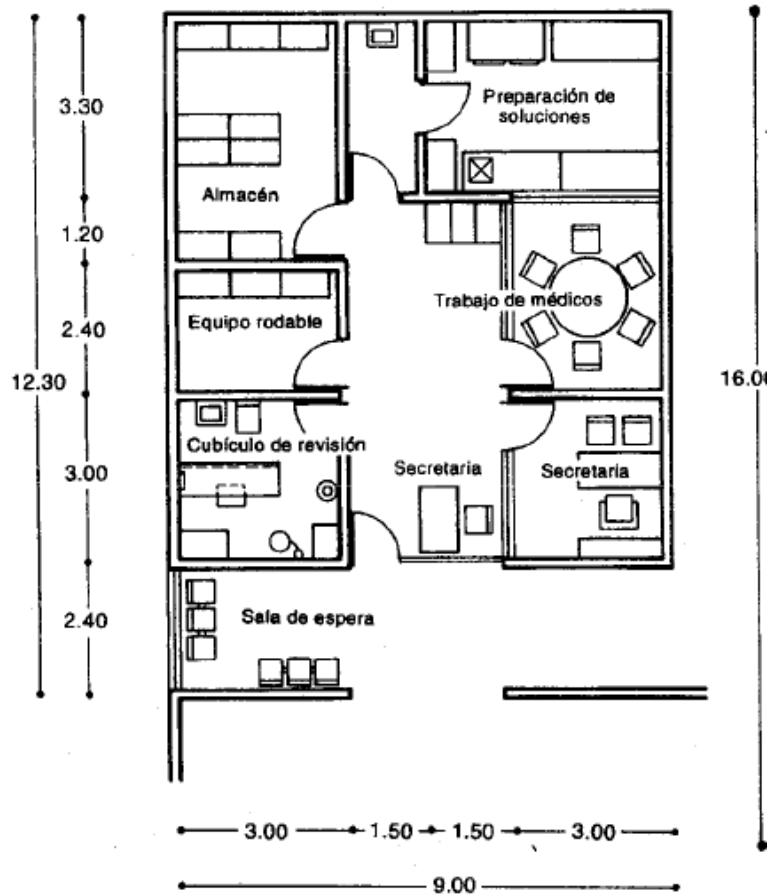 3.30
1.20
2.40
3.00
2.40
12.30
16.00
Preparación de
soluciones
Almacén
Trabajo de médicos
Equipo rodable
Cubículo de revisión
Secretaria
Secretaria
Sala de espera
3.00
1.50
1.50
3.00
9.00